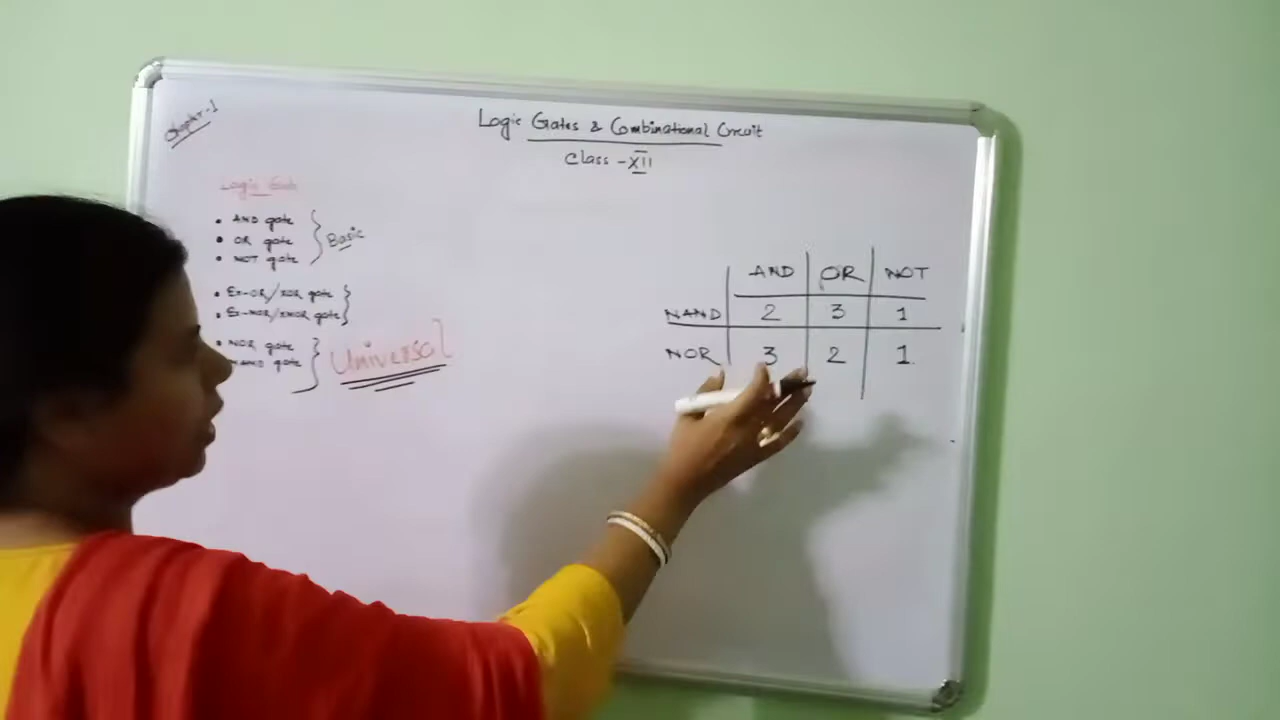 Chapter-1
Logic Gates & Combinational Circuit
Class - XII
Logic Gate
• AND gate
• OR gate
• NOT gate
Basic
• Ex-OR/XOR gate
• Ex-NOR/XNOR gate
• NOR gate
NAND gate
Universal
AND OR NOT
NAND 2 3 1
NOR 3 2 1